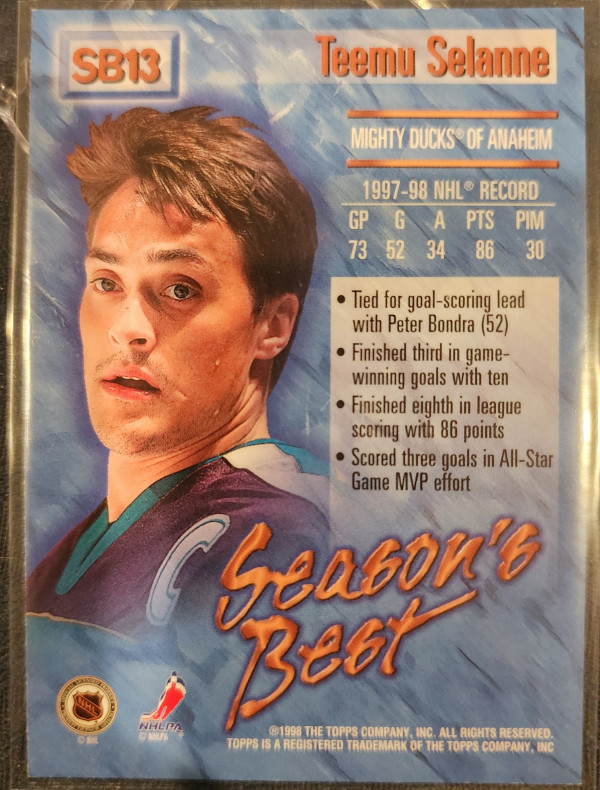 SB13
Teemu Selanne
MIGHTY DUCKS® OF ANAHEIM
1997-98 NHL® RECORD
GP G A PTS PIM
73 52 34 86 30
• Tied for goal-scoring lead
with Peter Bondra (52)
• Finished third in game-
winning goals with ten
• Finished eighth in league
scoring with 86 points
• Scored three goals in All-Star
Game MVP effort
C
Season's
Best
NHL
© NHL
NHLPA
© NHLPA
©1998 THE TOPPS COMPANY, INC. ALL RIGHTS RESERVED.
TOPPS IS A REGISTERED TRADEMARK OF THE TOPPS COMPANY, INC